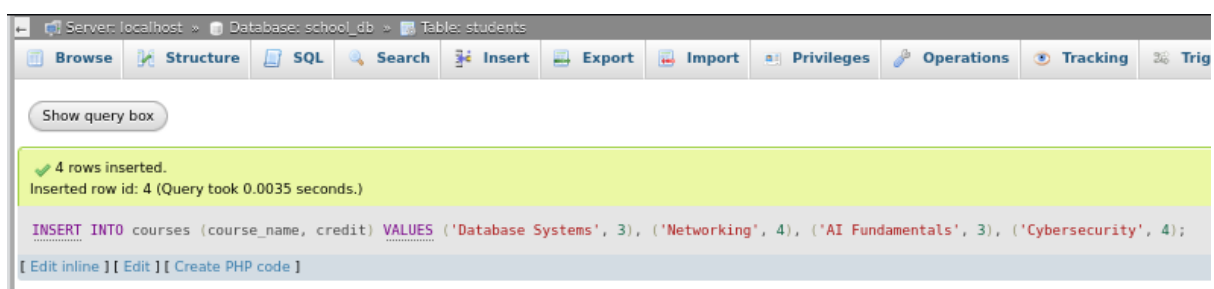 Server: localhost » Database: school_db » Table: students
Browse Structure SQL Search Insert Export Import Privileges Operations Tracking Trig
Show query box
4 rows inserted.
Inserted row id: 4 (Query took 0.0035 seconds.)
INSERT INTO courses (course_name, credit) VALUES ('Database Systems', 3), ('Networking', 4), ('AI Fundamentals', 3), ('Cybersecurity', 4);
[ Edit inline ] [ Edit ] [ Create PHP code ]